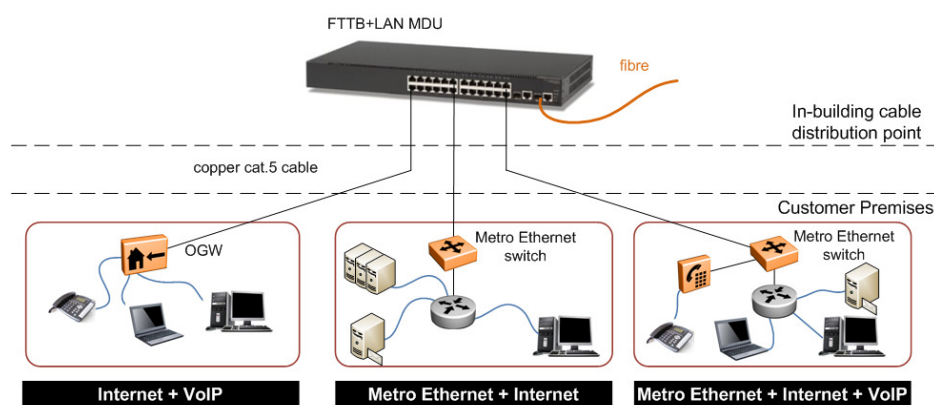 FTTB+LAN MDU
fibre
In-building cable
distribution point
copper cat.5 cable
Customer Premises
OGW
Metro Ethernet
switch
Metro Ethernet
switch
Internet + VoIP
Metro Ethernet + Internet
Metro Ethernet + Internet + VoIP